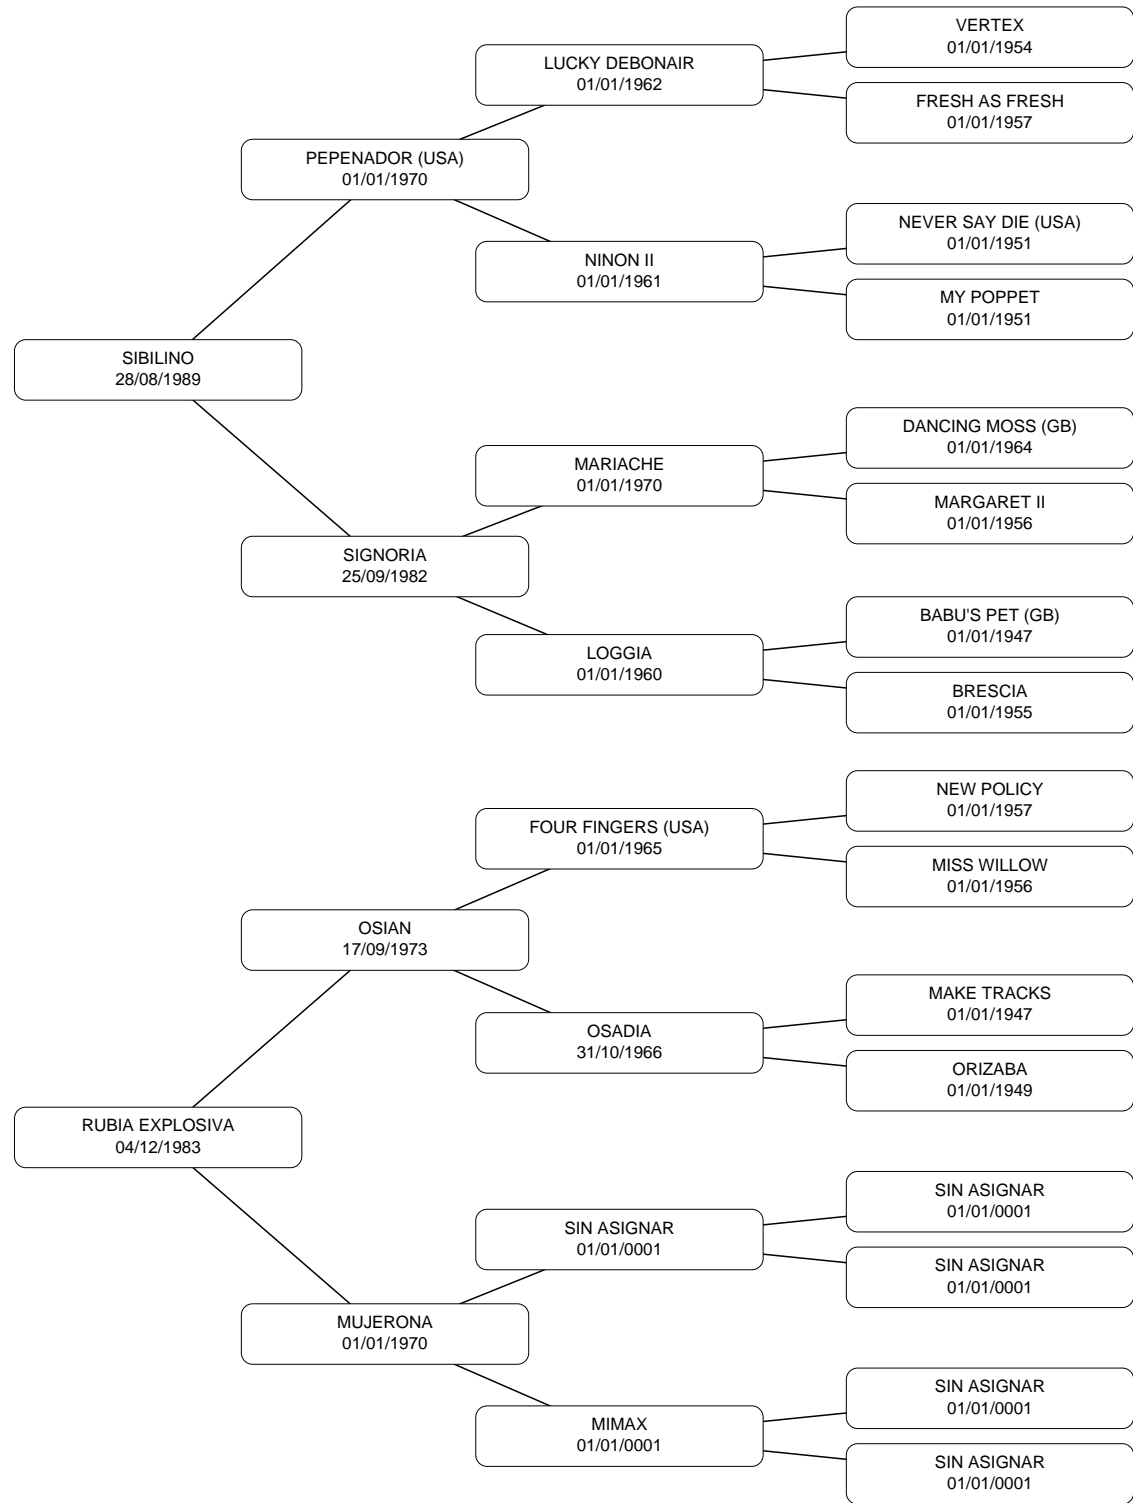 VERTEX
01/01/1954
LUCKY DEBONAIR
01/01/1962
FRESH AS FRESH
01/01/1957
PEPENADOR (USA)
01/01/1970
NEVER SAY DIE (USA)
01/01/1951
NINON II
01/01/1961
MY POPPET
01/01/1951
SIBILINO
28/08/1989
DANCING MOSS (GB)
01/01/1964
MARIACHE
01/01/1970
MARGARET II
01/01/1956
SIGNORIA
25/09/1982
BABU'S PET (GB)
01/01/1947
LOGGIA
01/01/1960
BRESCIA
01/01/1955
NEW POLICY
01/01/1957
FOUR FINGERS (USA)
01/01/1965
MISS WILLOW
01/01/1956
OSIAN
17/09/1973
MAKE TRACKS
01/01/1947
OSADIA
31/10/1966
ORIZABA
01/01/1949
RUBIA EXPLOSIVA
04/12/1983
SIN ASIGNAR
01/01/0001
SIN ASIGNAR
01/01/0001
SIN ASIGNAR
01/01/0001
MUJERONA
01/01/1970
SIN ASIGNAR
01/01/0001
MIMAX
01/01/0001
SIN ASIGNAR
01/01/0001